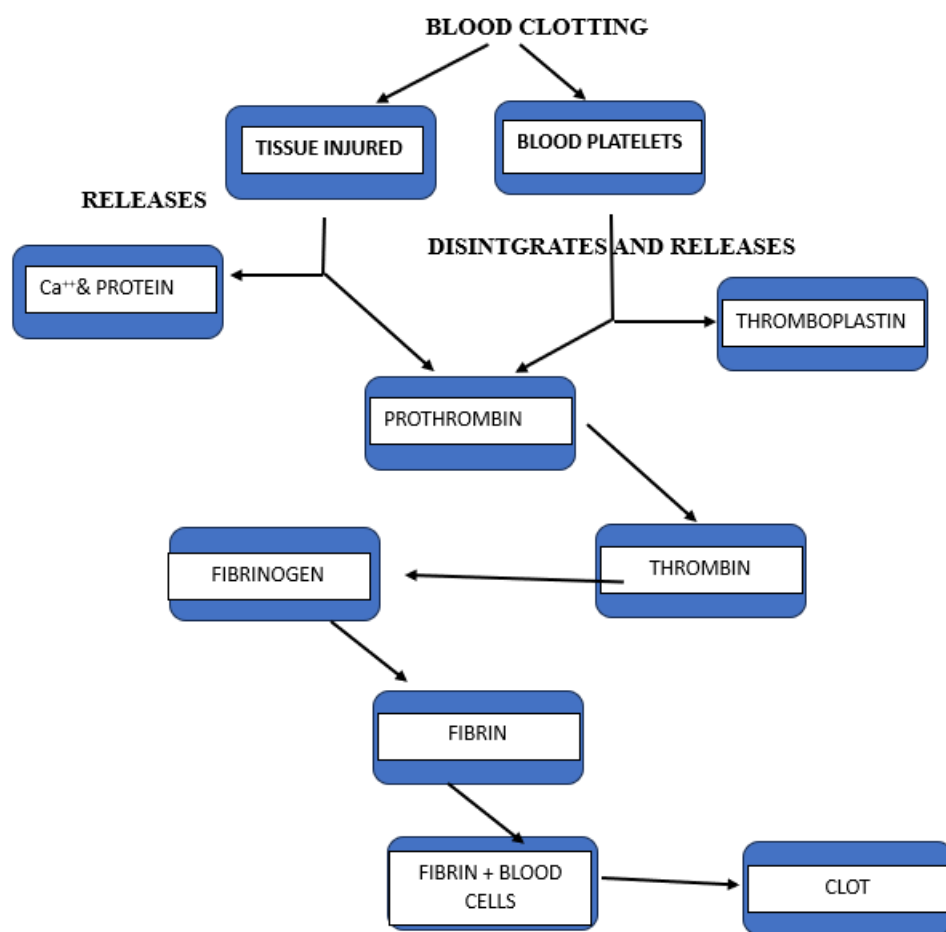 BLOOD CLOTTING
TISSUE INJURED
BLOOD PLATELETS
RELEASES
DISINTGRATES AND RELEASES
Ca⁺⁺& PROTEIN
THROMBOPLASTIN
PROTHROMBIN
THROMBIN
FIBRINOGEN
FIBRIN
FIBRIN + BLOOD
CELLS
CLOT